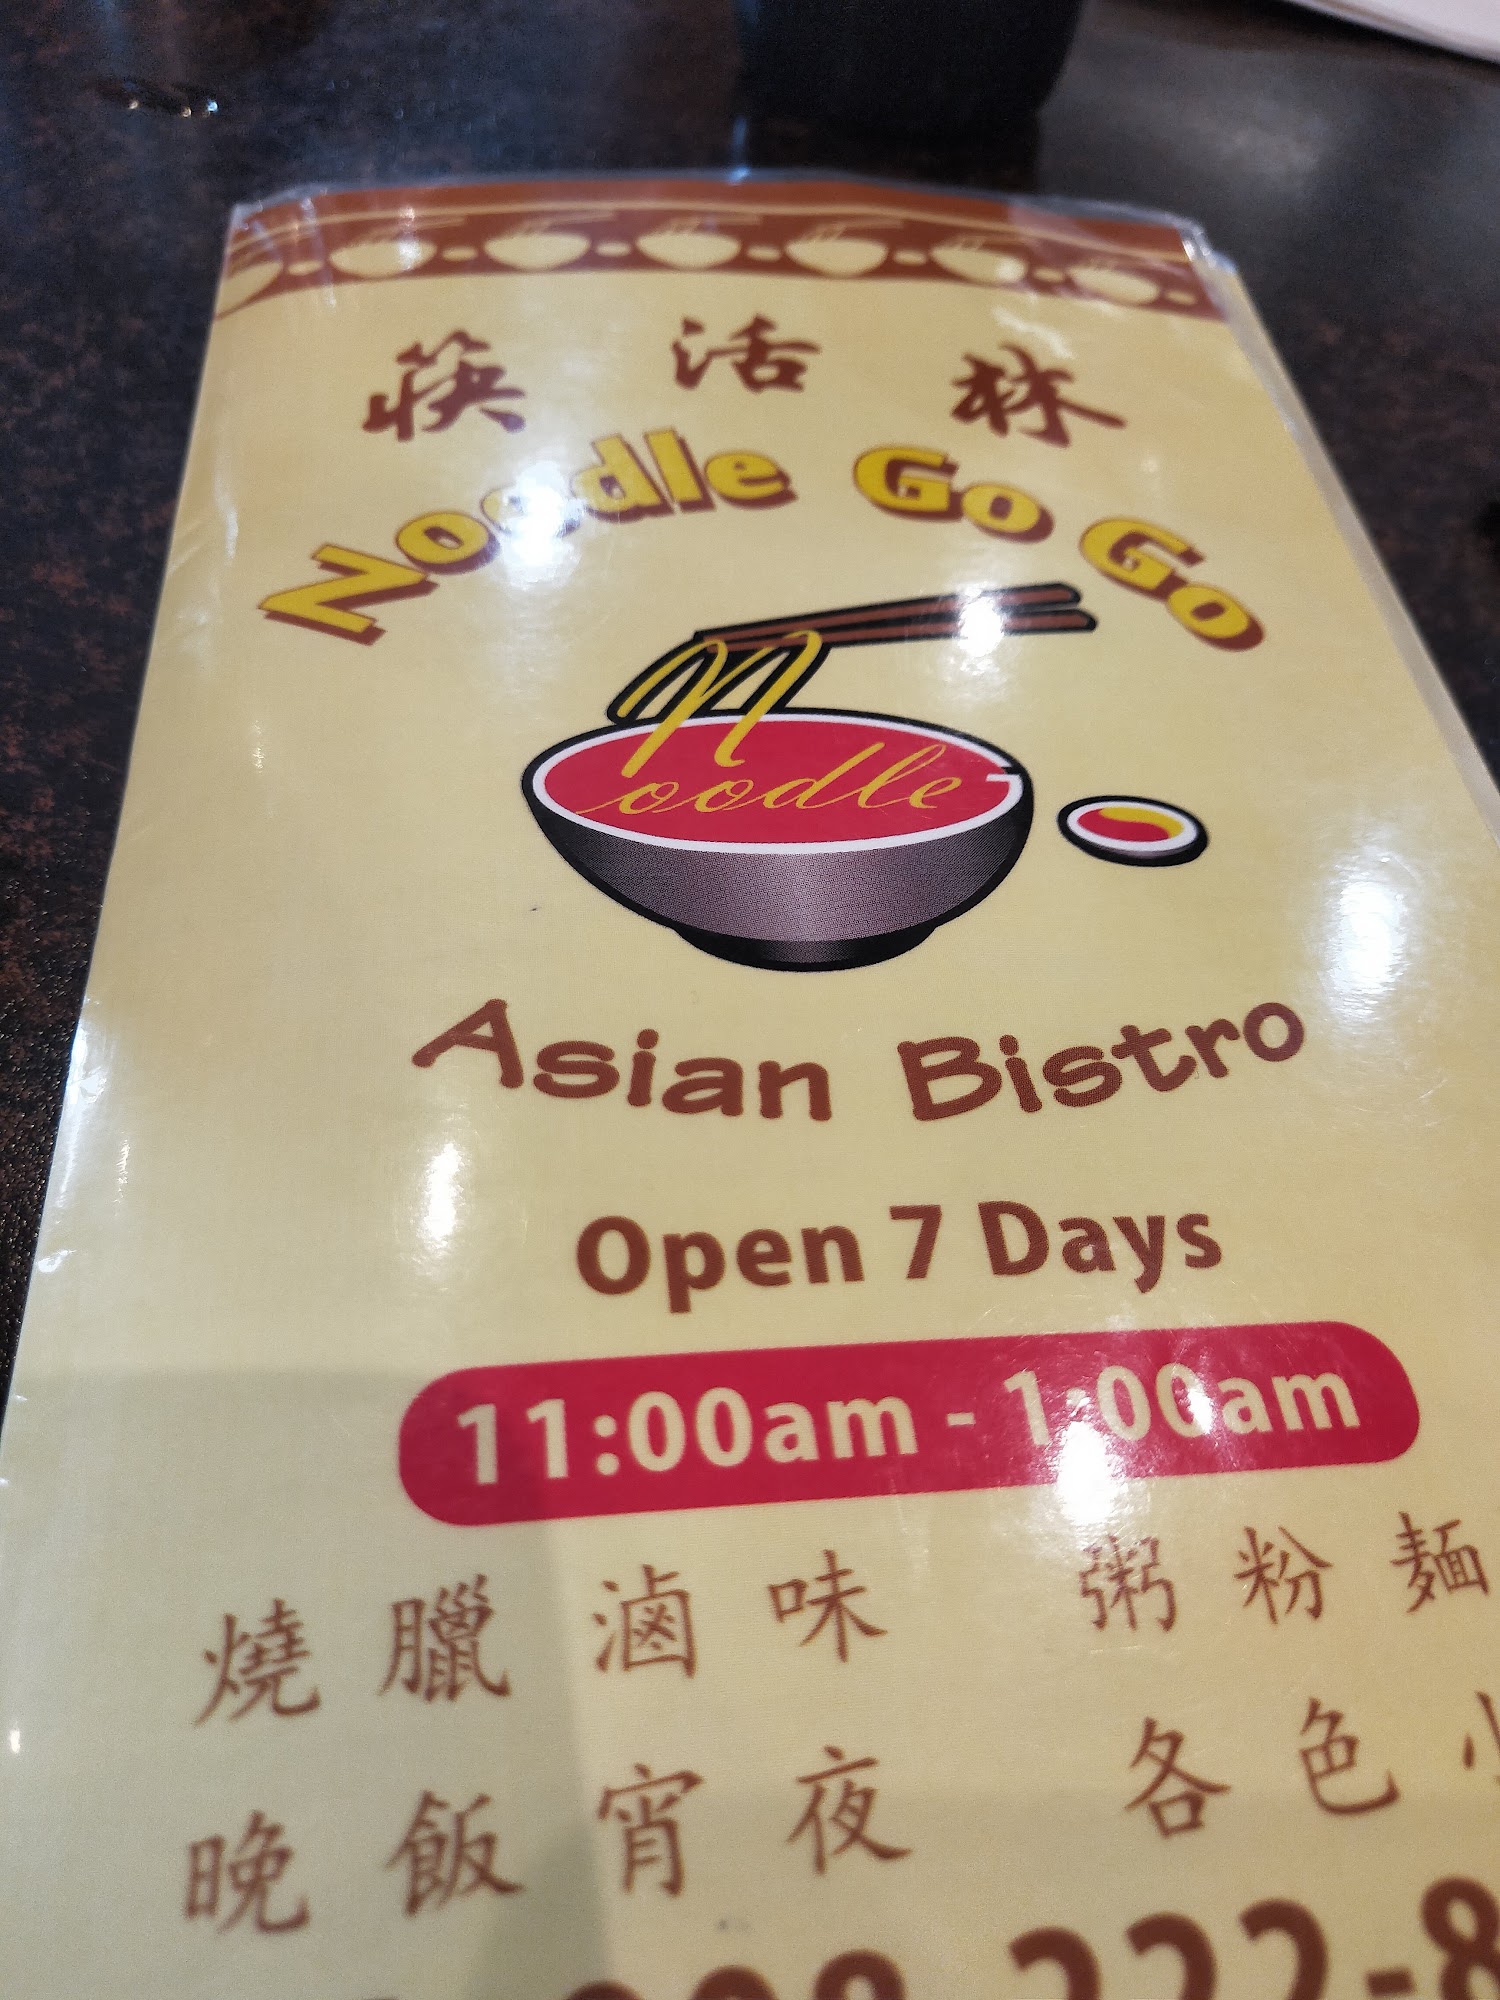 筷活林
Noodle Go Go
noodle
Asian Bistro
Open 7 Days
11:00am - 1:00am
燒臘滷味 粥粉麵
晚飯宵夜 各色小